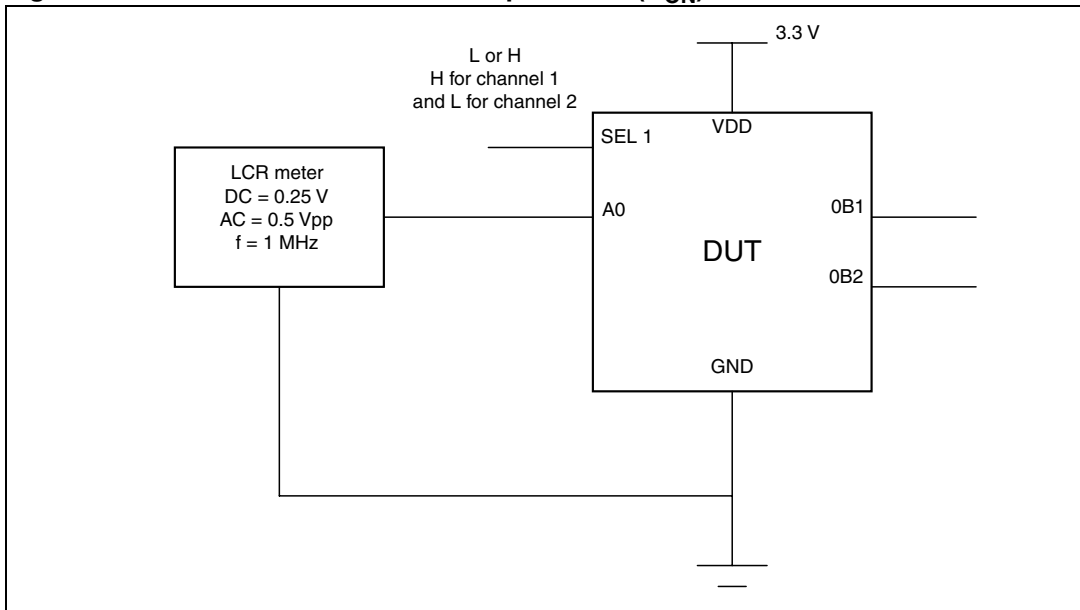 3.3 V
L or H
H for channel 1
and L for channel 2
SEL 1
VDD
LCR meter
DC = 0.25 V
AC = 0.5 Vpp
f = 1 MHz
A0
0B1
DUT
0B2
GND